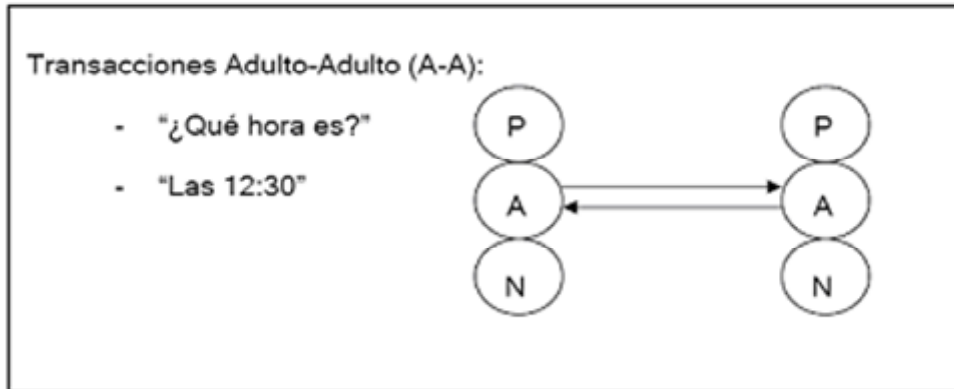 Transacciones Adulto-Adulto (A-A):
- “¿Qué hora es?”
- “Las 12:30”
P P
A A
N N